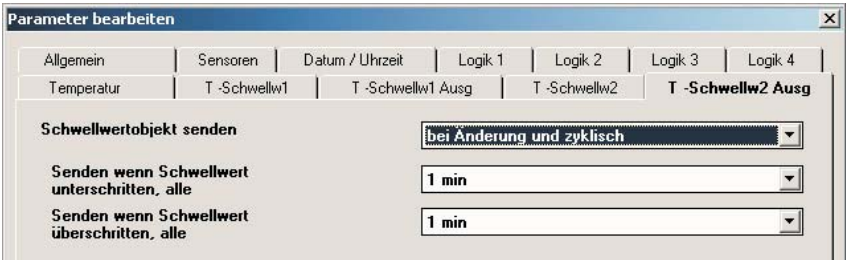 Parameter bearbeiten
Allgemein Sensoren Datum / Uhrzeit Logik 1 Logik 2 Logik 3 Logik 4
Temperatur T -Schwellw1 T -Schwellw1 Ausg T -Schwellw2 T -Schwellw2 Ausg
Schwellwertobjekt senden bei Änderung und zyklisch
Senden wenn Schwellwert
unterschritten, alle 1 min
Senden wenn Schwellwert
überschritten, alle 1 min